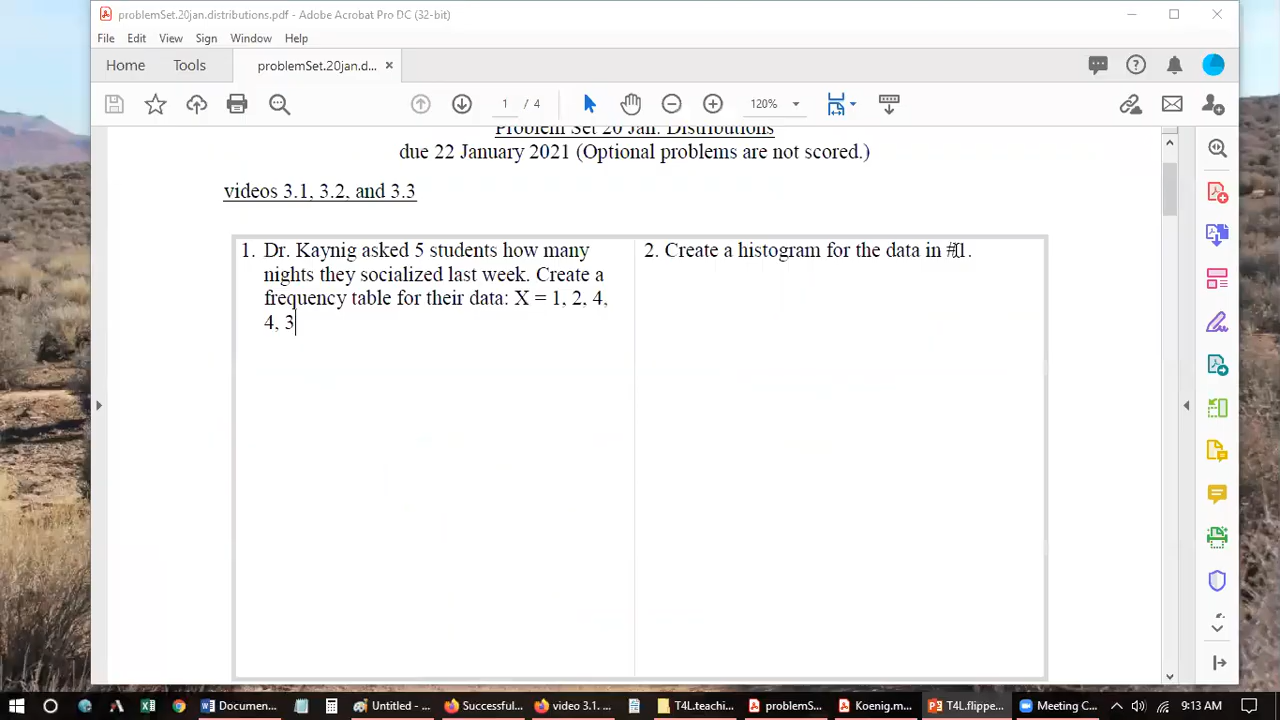 problemSet.20jan.distributions.pdf - Adobe Acrobat Pro DC (32-bit)
File Edit View Sign Window Help
Home Tools problemSet.20jan.d... ×
1 / 4 120%
Problem Set 20 Jan: Distributions
due 22 January 2021 (Optional problems are not scored.)
videos 3.1, 3.2, and 3.3
1. Dr. Kaynig asked 5 students how many
nights they socialized last week. Create a
frequency table for their data: X = 1, 2, 4,
4, 3
2. Create a histogram for the data in #1.
Documen... Untitled - ... Successful... video 3.1. ... T4L.teachin... problemS... Koenig.m... T4L.flippe... Meeting C... 9:13 AM